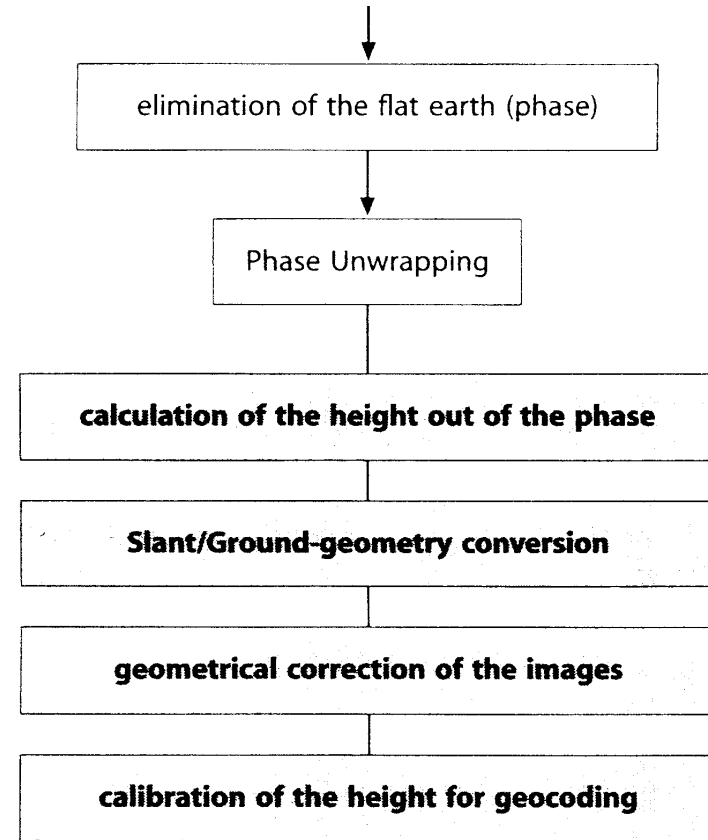 elimination of the flat earth (phase)
Phase Unwrapping
calculation of the height out of the phase
Slant/Ground-geometry conversion
geometrical correction of the images
calibration of the height for geocoding